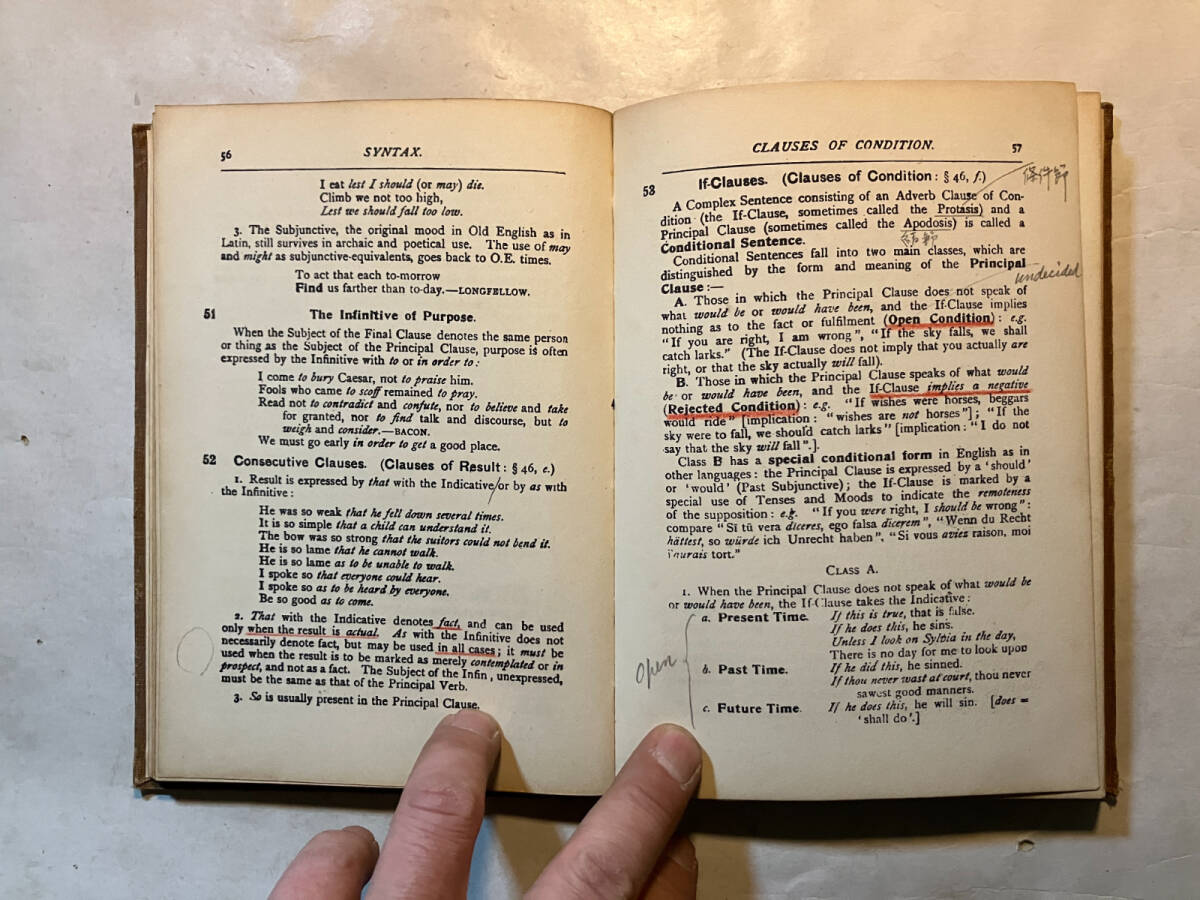 56 SYNTAX.
I eat lest I should (or may) die.
Climb we not too high,
Lest we should fall too low.
3. The Subjunctive, the original mood in Old English as in
Latin, still survives in archaic and poetical use. The use of may
and might as subjunctive-equivalents, goes back to O.E. times.
To act that each to-morrow
Find us farther than to-day.—LONGFELLOW.
51 The Infinitive of Purpose.
When the Subject of the Final Clause denotes the same person
or thing as the Subject of the Principal Clause, purpose is often
expressed by the Infinitive with to or in order to:
I come to bury Caesar, not to praise him.
Fools who came to scoff remained to pray.
Read not to contradict and confute, nor to believe and take
for granted, nor to find talk and discourse, but to
weigh and consider.—BACON.
We must go early in order to get a good place.
52 Consecutive Clauses. (Clauses of Result: § 46, e.)
1. Result is expressed by that with the Indicative/or by as with
the Infinitive:
He was so weak that he fell down several times.
It is so simple that a child can understand it.
The bow was so strong that the suitors could not bend it.
He is so lame that he cannot walk.
He is so lame as to be unable to walk.
I spoke so that everyone could hear.
I spoke so as to be heard by everyone.
Be so good as to come.
2. That with the Indicative denotes fact, and can be used
only when the result is actual. As with the Infinitive does not
necessarily denote fact, but may be used in all cases; it must be
used when the result is to be marked as merely contemplated or in
prospect, and not as a fact. The Subject of the Infin, unexpressed,
must be the same as that of the Principal Verb.
3. So is usually present in the Principal Clause.
CLAUSES OF CONDITION. 57
53 If-Clauses. (Clauses of Condition: § 46, f.)
條件節
A Complex Sentence consisting of an Adverb Clause of Con-
dition (the If-Clause, sometimes called the Protasis) and a
Principal Clause (sometimes called the Apodosis) is called a
Conditional Sentence.
Conditional Sentences fall into two main classes, which are
distinguished by the form and meaning of the Principal
Clause:—
undecided
A. Those in which the Principal Clause does not speak of
what would be or would have been, and the If-Clause implies
nothing as to the fact or fulfilment (Open Condition): e.g.
"If you are right, I am wrong", "If the sky falls, we shall
catch larks." (The If-Clause does not imply that you actually are
right, or that the sky actually will fall).
B. Those in which the Principal Clause speaks of what would
be or would have been, and the If-Clause implies a negative
(Rejected Condition): e.g. "If wishes were horses, beggars
would ride" [implication: "wishes are not horses"]; "If the
sky were to fall, we should catch larks" [implication: "I do not
say that the sky will fall".].
Class B has a special conditional form in English as in
other languages: the Principal Clause is expressed by a 'should'
or 'would' (Past Subjunctive); the If-Clause is marked by a
special use of Tenses and Moods to indicate the remoteness
of the supposition: e.g. "If you were right, I should be wrong":
compare "Sī tū vera dīceres, ego falsa dīcerem", "Wenn du Recht
hättest, so würde ich Unrecht haben", "Si vous aviez raison, moi
j'aurais tort."
CLASS A.
1. When the Principal Clause does not speak of what would be
or would have been, the If-Clause takes the Indicative:
open
a. Present Time. If this is true, that is false.
If he does this, he sins.
Unless I look on Sylvia in the day,
There is no day for me to look upon
b. Past Time. If he did this, he sinned.
If thou never wast at court, thou never
sawest good manners.
c. Future Time. If he does this, he will sin. [does =
'shall do'.]